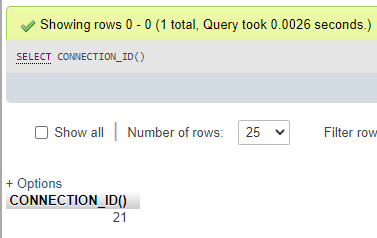 Showing rows 0 - 0 (1 total, Query took 0.0026 seconds.)
SELECT CONNECTION_ID()
Show all | Number of rows: 25 Filter row
+ Options
CONNECTION_ID()
21